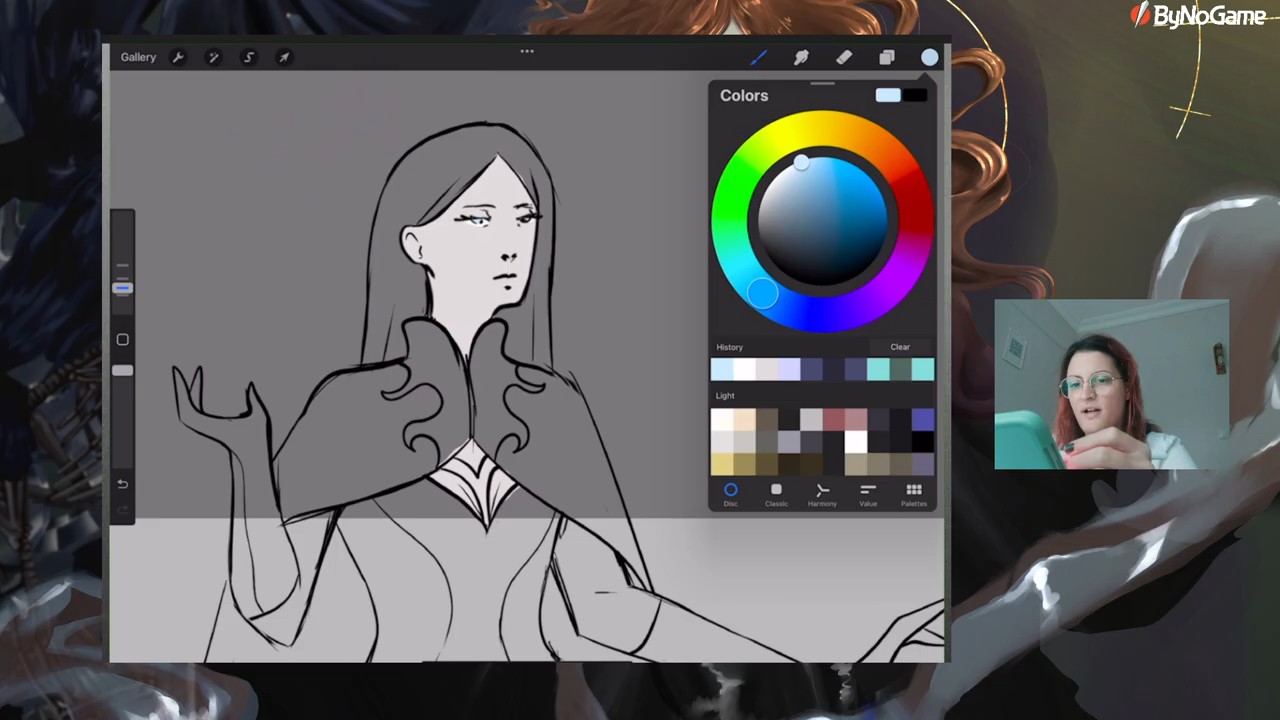 ByNoGame
Gallery
Colors
History
Clear
Light
Disc
Classic
Harmony
Value
Palettes